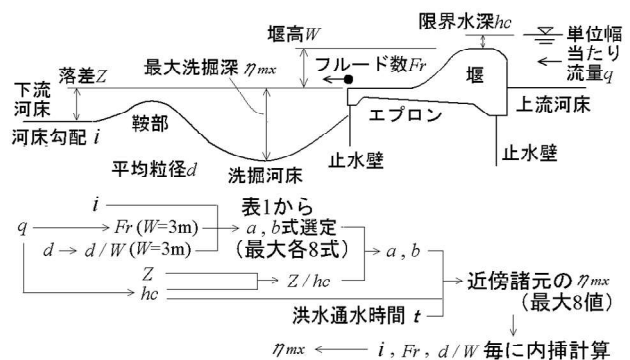 限界水深hc
堰高W
単位幅
当たり
流量q
最大洗掘深 ηmx
フルード数Fr
堰
落差Z
下流
河床
鞍部
エプロン
上流河床
河床勾配 i
止水壁
止水壁
平均粒径d
洗掘河床
i
表1から
q
Fr (W=3m)
a , b式選定
d
d / W (W=3m)
(最大各8式)
a , b
Z
Z / hc
hc
近傍諸元の ηmx
(最大8値)
洪水通水時間 t
ηmx
i , Fr , d / W 毎に内挿計算